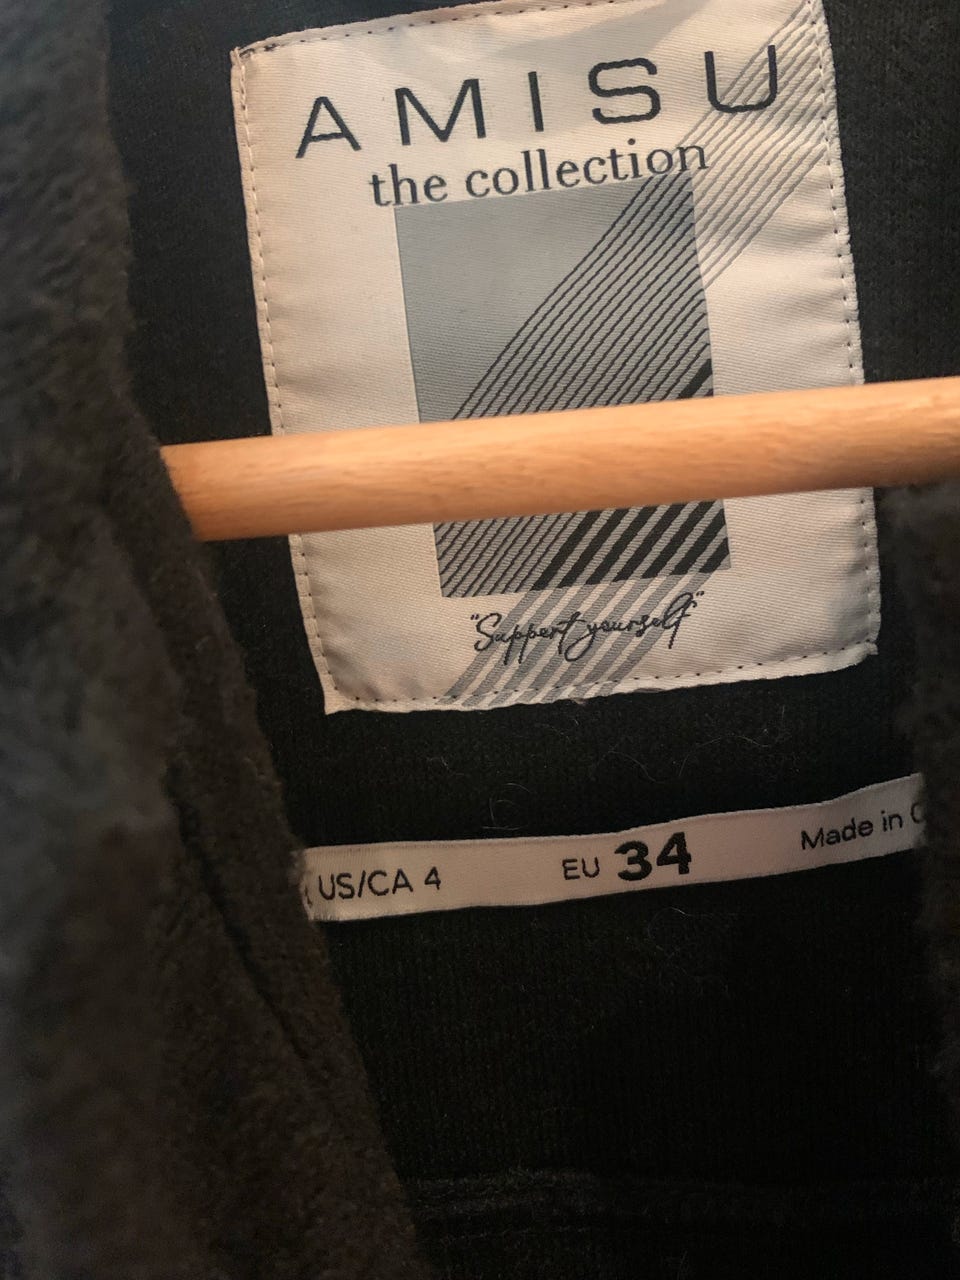 AMISU
the collection
"Support yourself"
US/CA 4 EU 34 Made in